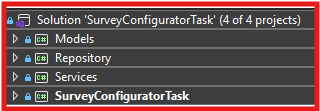 Solution 'SurveyConfiguratorTask' (4 of 4 projects)
C# Models
C# Repository
C# Services
C# SurveyConfiguratorTask